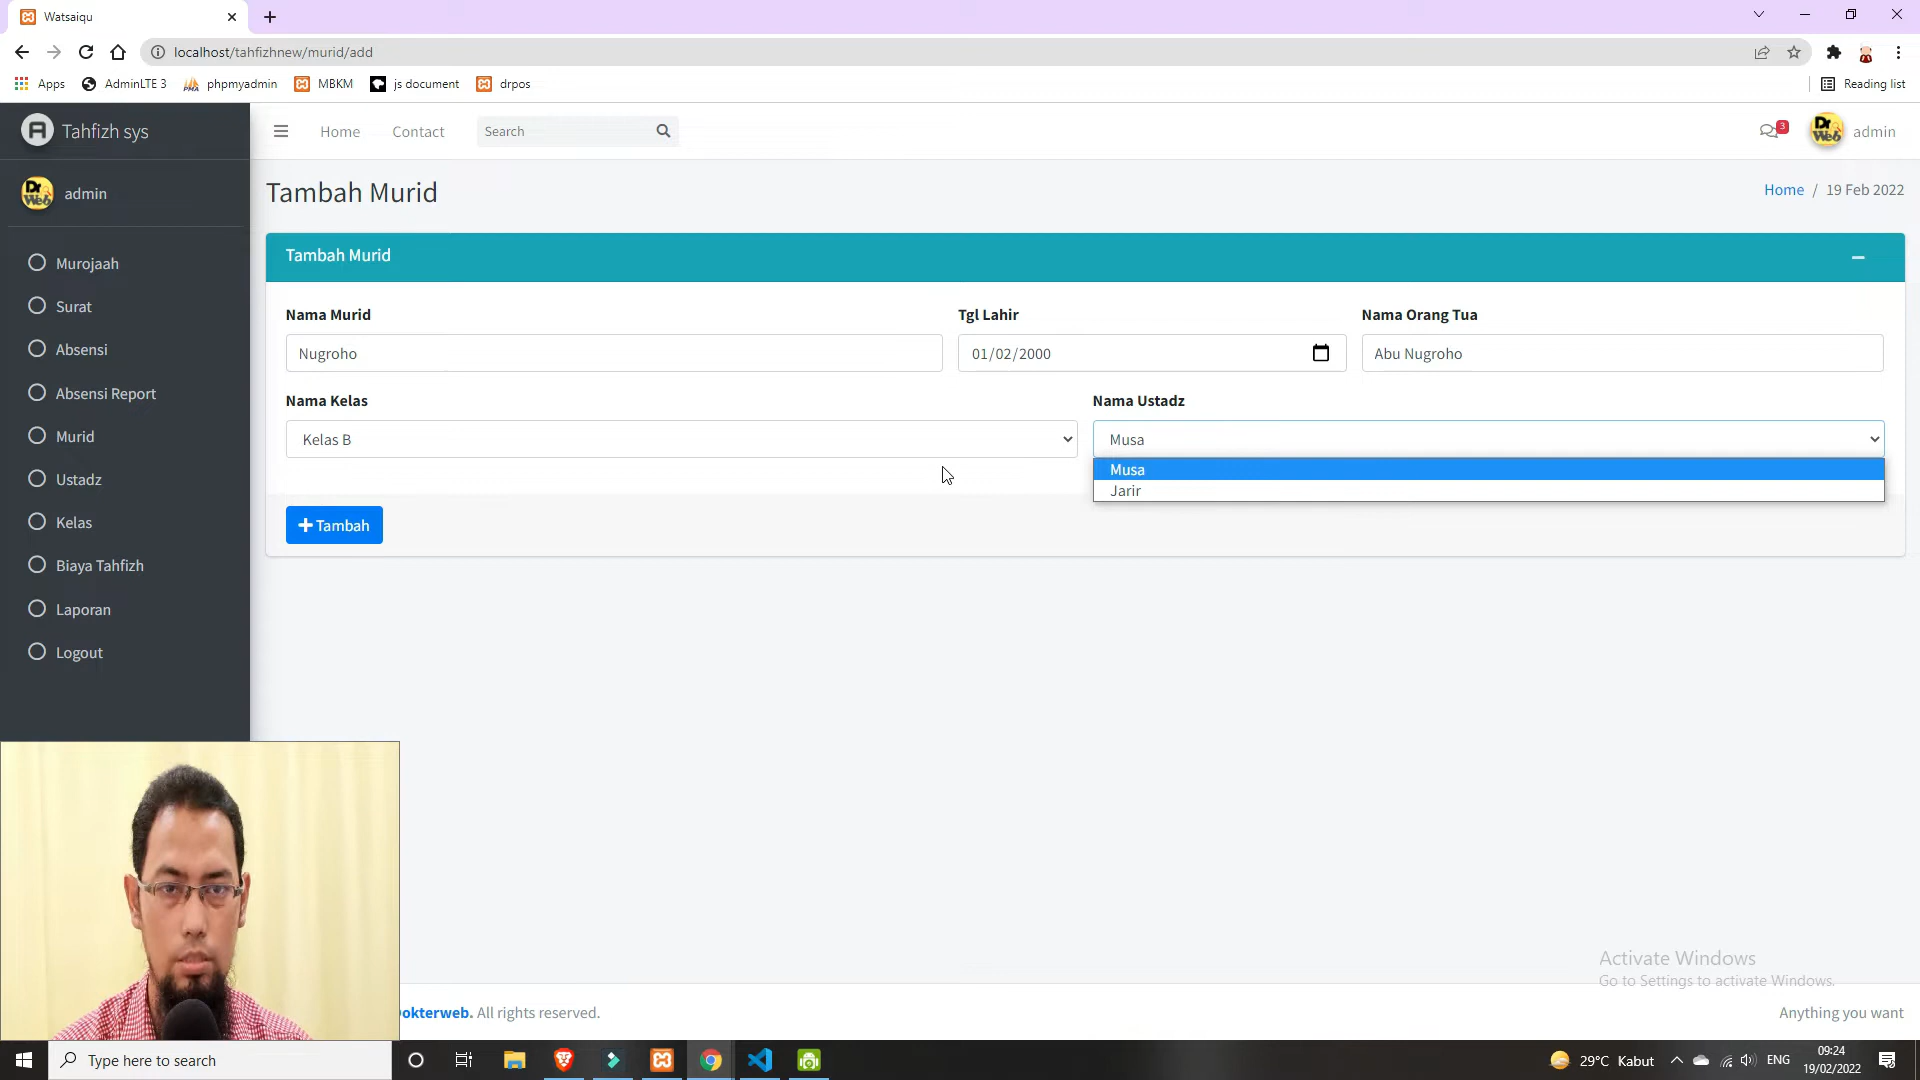 Watsaiqu
localhost/tahfizhnew/murid/add
Apps AdminLTE 3 phpmyadmin MBKM js document drpos Reading list
Tahfizh sys
Home Contact Search 3 admin
admin
Murojaah
Surat
Absensi
Absensi Report
Murid
Ustadz
Kelas
Biaya Tahfizh
Laporan
Logout
Tambah Murid
Home / 19 Feb 2022
Tambah Murid
Nama Murid Tgl Lahir Nama Orang Tua
Nugroho 01/02/2000 Abu Nugroho
Nama Kelas Nama Ustadz
Kelas B Musa
Musa
Jarir
Tambah
Activate Windows
Go to Settings to activate Windows.
okterweb. All rights reserved. Anything you want
Type here to search
29°C Kabut ENG
09:24
19/02/2022